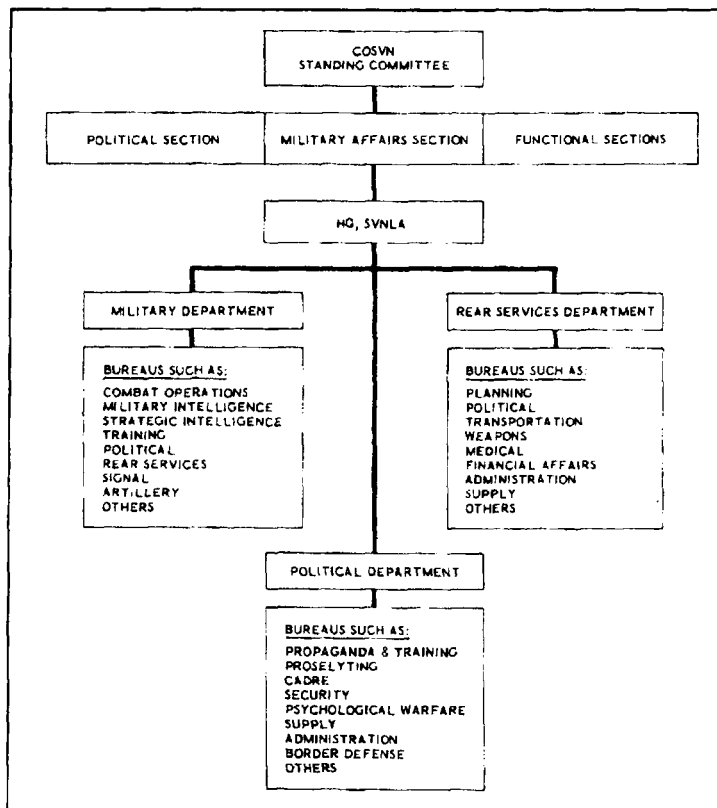 COSVN
STANDING COMMITTEE
POLITICAL SECTION
MILITARY AFFAIRS SECTION
FUNCTIONAL SECTIONS
HQ, SVNLA
MILITARY DEPARTMENT
REAR SERVICES DEPARTMENT
BUREAUS SUCH AS:
COMBAT OPERATIONS
MILITARY INTELLIGENCE
STRATEGIC INTELLIGENCE
TRAINING
POLITICAL
REAR SERVICES
SIGNAL
ARTILLERY
OTHERS
BUREAUS SUCH AS:
PLANNING
POLITICAL
TRANSPORTATION
WEAPONS
MEDICAL
FINANCIAL AFFAIRS
ADMINISTRATION
SUPPLY
OTHERS
POLITICAL DEPARTMENT
BUREAUS SUCH AS:
PROPAGANDA & TRAINING
PROSELYTING
CADRE
SECURITY
PSYCHOLOGICAL WARFARE
SUPPLY
ADMINISTRATION
BORDER DEFENSE
OTHERS